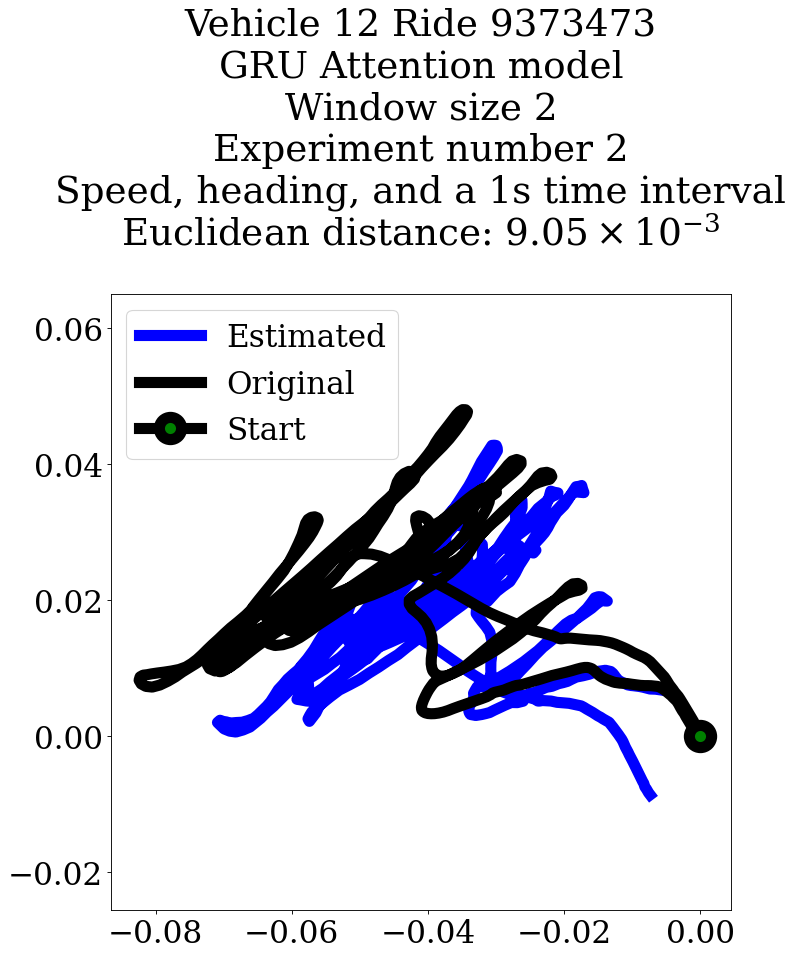 Vehicle 12 Ride 9373473
GRU Attention model
Window size 2
Experiment number 2
Speed, heading, and a 1s time interval
Euclidean distance: 9.05 × 10⁻³
Estimated
Original
Start
0.06
0.04
0.02
0.00
−0.02
−0.08 −0.06 −0.04 −0.02 0.00